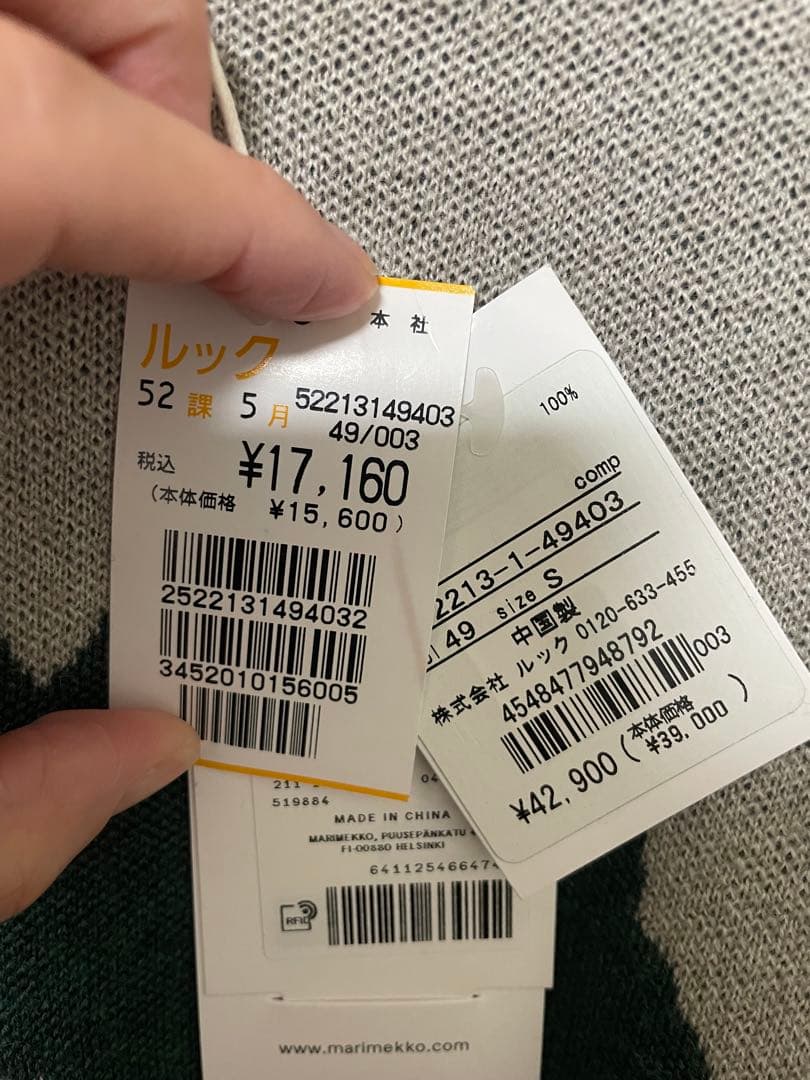 本社
ルック
52 課 5 月 52213149403
49/003
税込 ¥17,160
(本体価格 ¥15,600)
2522131494032
3452010156005
100%
comp
2213-1-49403
49 size S
中国製
株式会社 ルック 0120-633-455
4548477948792
003
¥42,900(本体価格 ¥39,000)
519884
MADE IN CHINA
MARIMEKKO, PUUSEPÄNKATU
FI-00880 HELSINKI
641125466474
RFID
www.marimekko.com